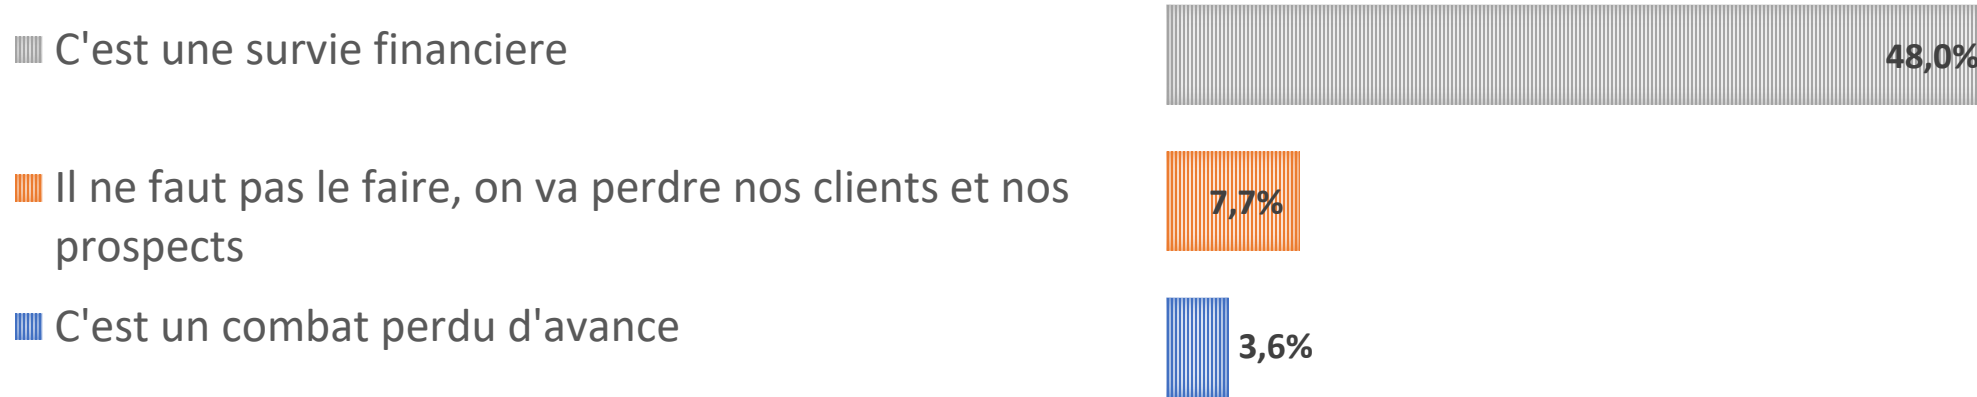 C'est une survie financiere
48,0%
Il ne faut pas le faire, on va perdre nos clients et nos
prospects
7,7%
C'est un combat perdu d'avance
3,6%